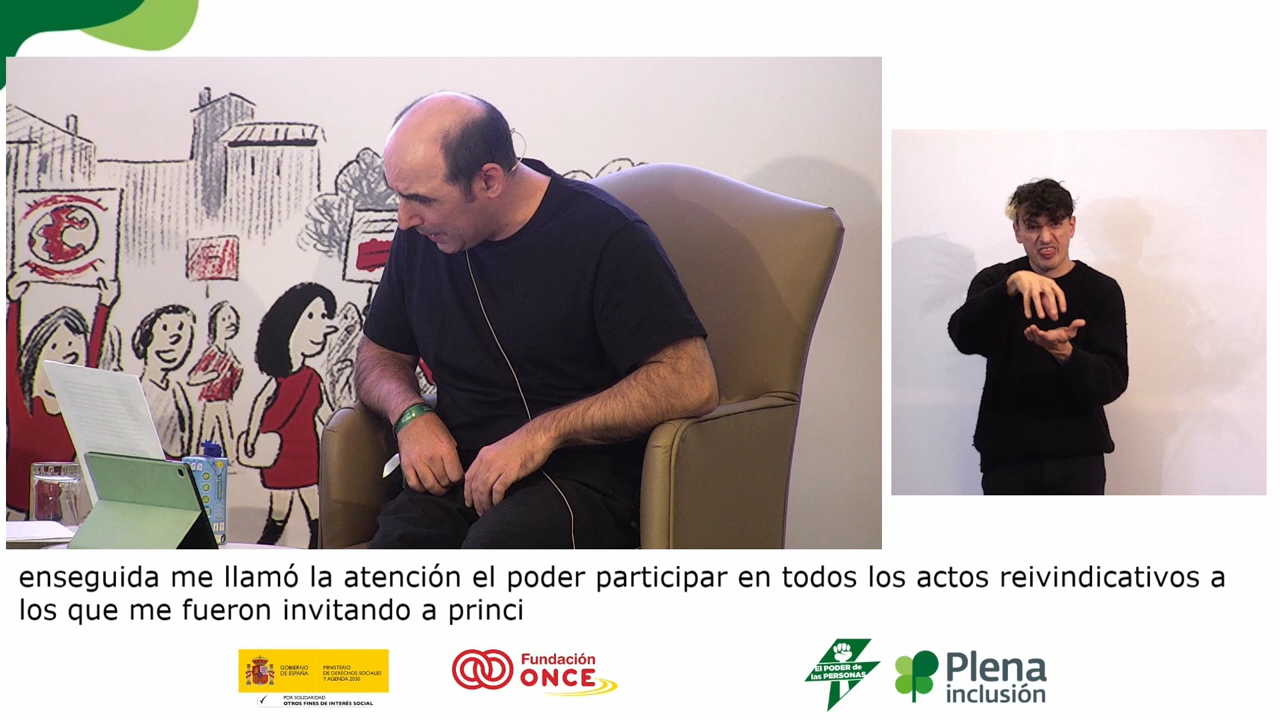 enseguida me llamó la atención el poder participar en todos los actos reivindicativos a
los que me fueron invitando a princi
GOBIERNO
DE ESPAÑA
MINISTERIO
DE DERECHOS SOCIALES
Y AGENDA 2030
POR SOLIDARIDAD
OTROS FINES DE INTERÉS SOCIAL
Fundación
ONCE
El PODER de
las PERSONAS
Plena
inclusión